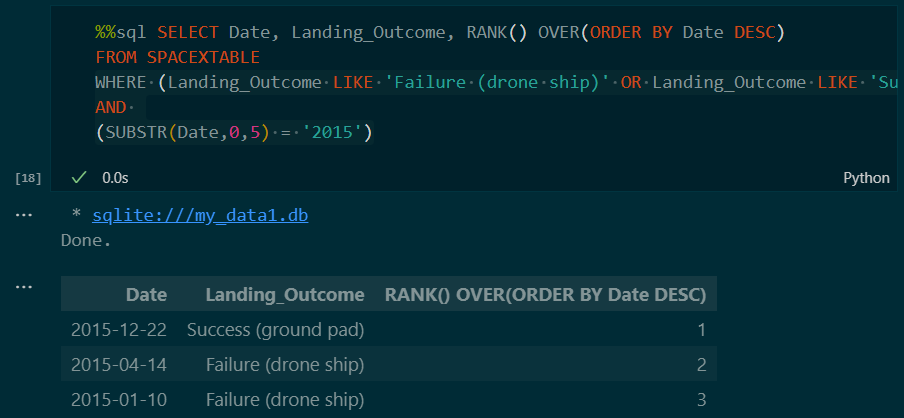 %%sql SELECT Date, Landing_Outcome, RANK() OVER(ORDER BY Date DESC)
FROM SPACEXTABLE
WHERE (Landing_Outcome LIKE 'Failure (drone ship)' OR Landing_Outcome LIKE 'Su
AND
(SUBSTR(Date,0,5) = '2015')
[18] ✓ 0.0s Python
... * sqlite:///my_data1.db
Done.
...
Date Landing_Outcome RANK() OVER(ORDER BY Date DESC)
2015-12-22 Success (ground pad) 1
2015-04-14 Failure (drone ship) 2
2015-01-10 Failure (drone ship) 3